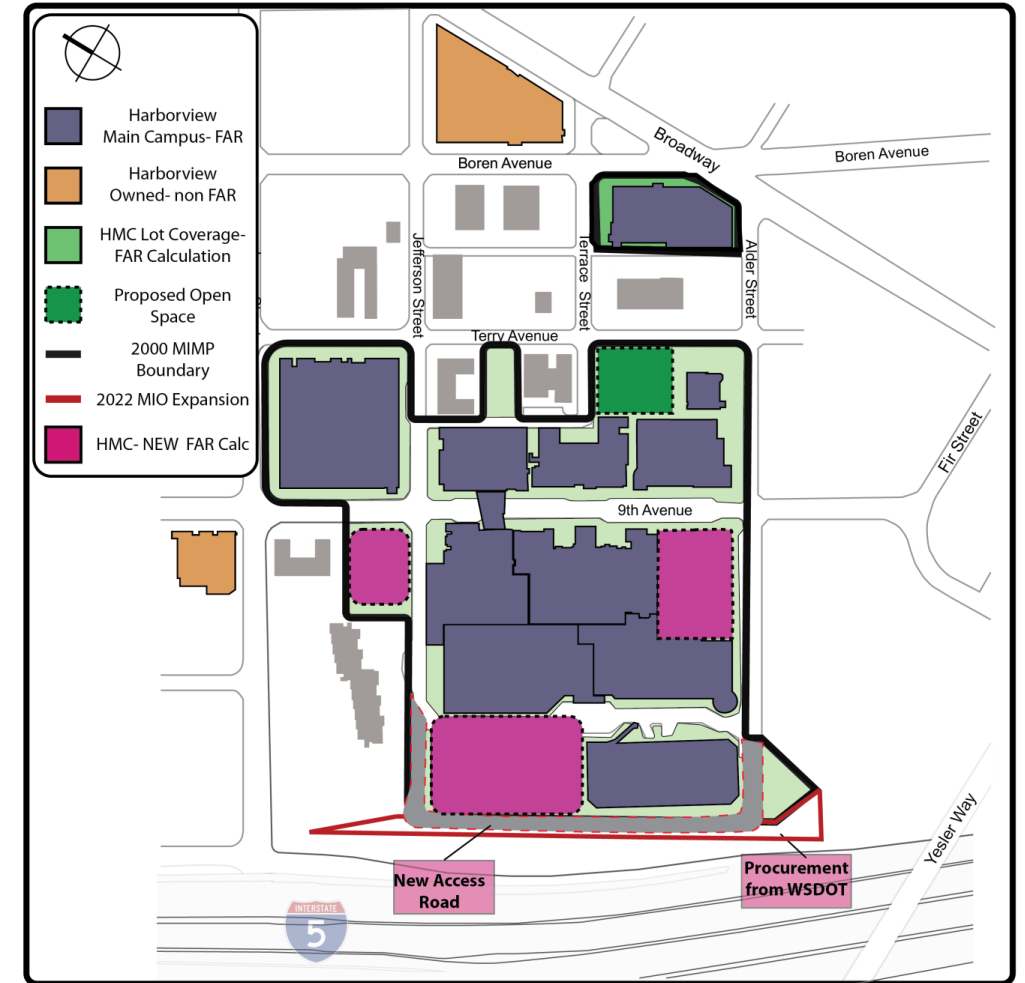 Harborview
Main Campus- FAR
Harborview
Owned- non FAR
HMC Lot Coverage-
FAR Calculation
Proposed Open
Space
2000 MIMP
Boundary
2022 MIO Expansion
HMC- NEW FAR Calc
Boren Avenue
Broadway
Boren Avenue
Jefferson Street
Terrace Street
Alder Street
Terry Avenue
Fir Street
9th Avenue
Yesler Way
New Access
Road
Procurement
from WSDOT
INTERSTATE
5